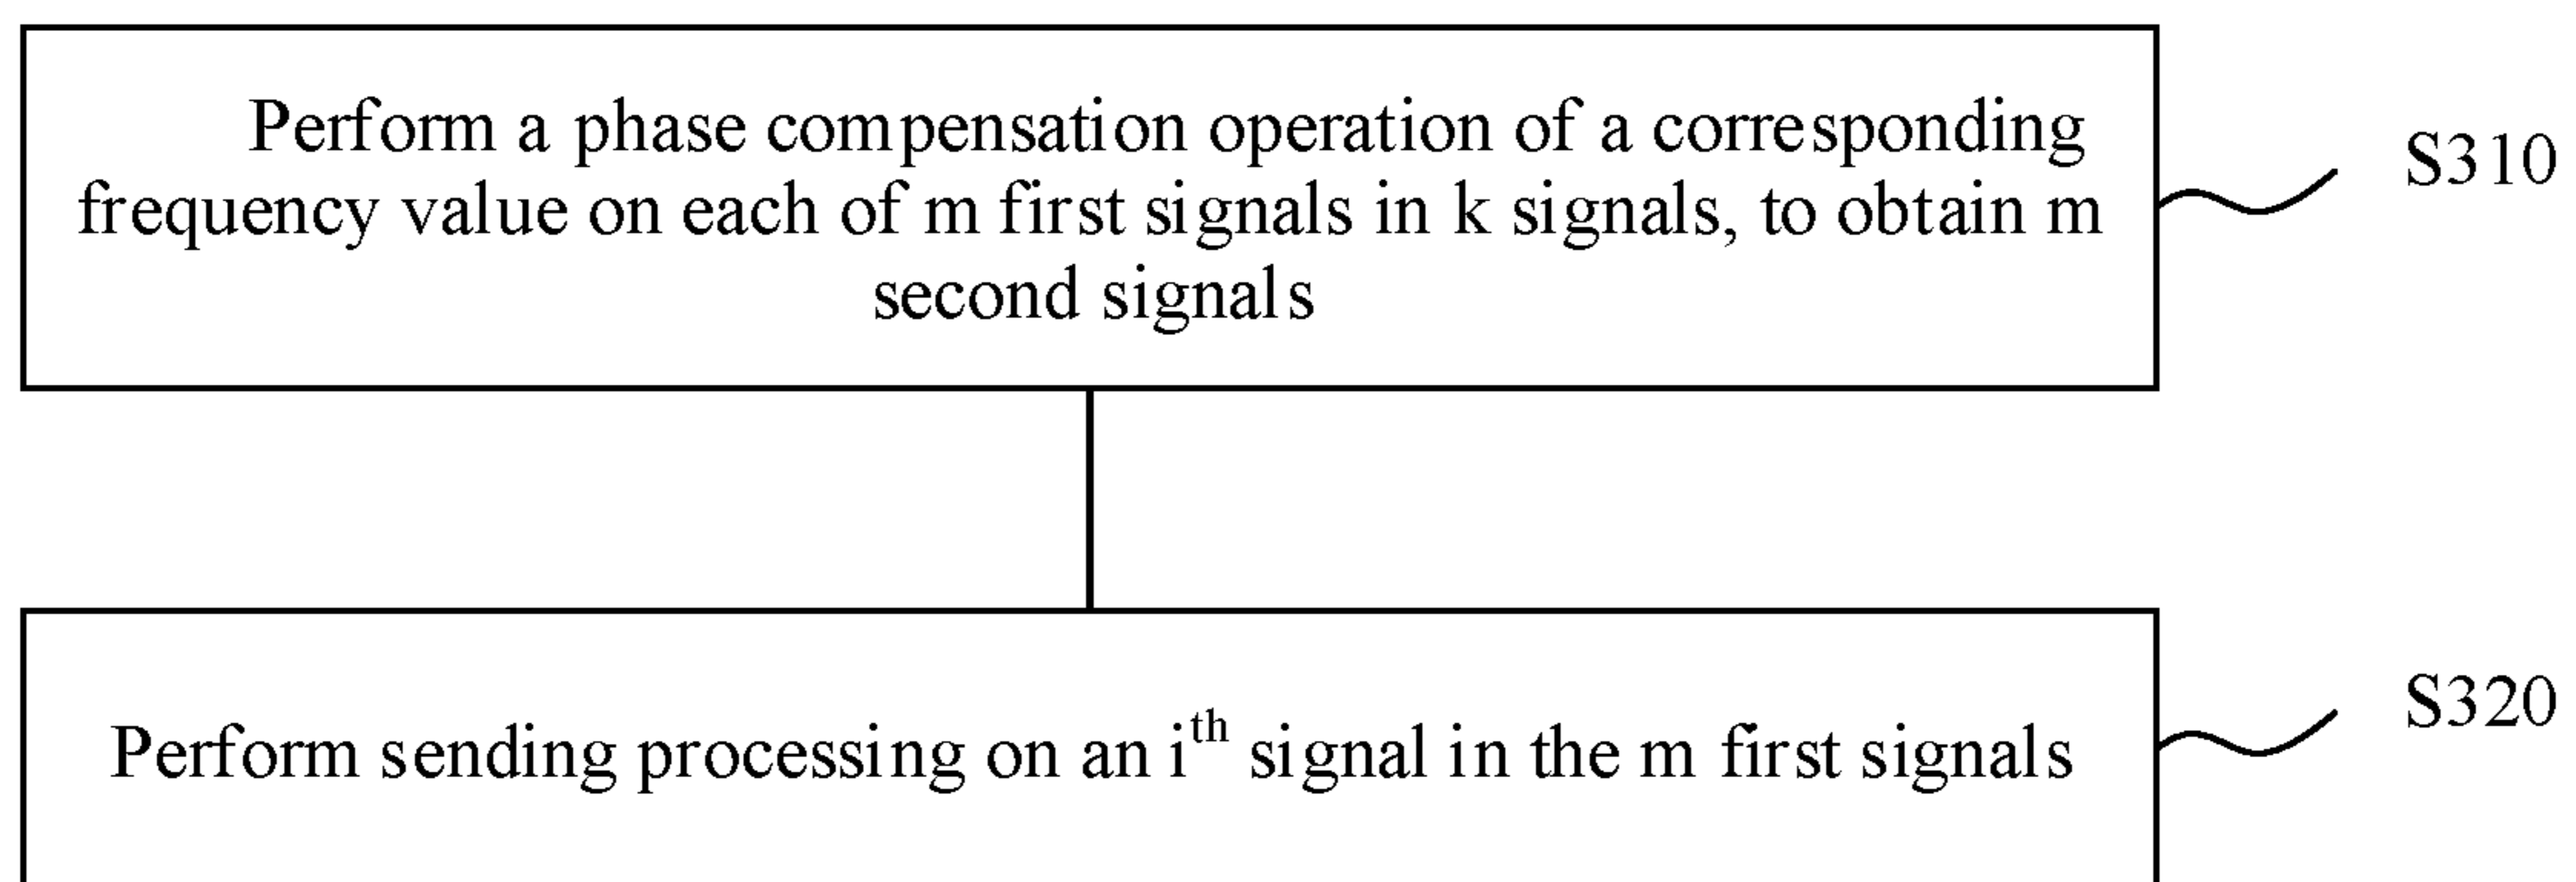 Perform a phase compensation operation of a corresponding
frequency value on each of m first signals in k signals, to obtain m
second signals
S310
Perform sending processing on an i^th signal in the m first signals
S320